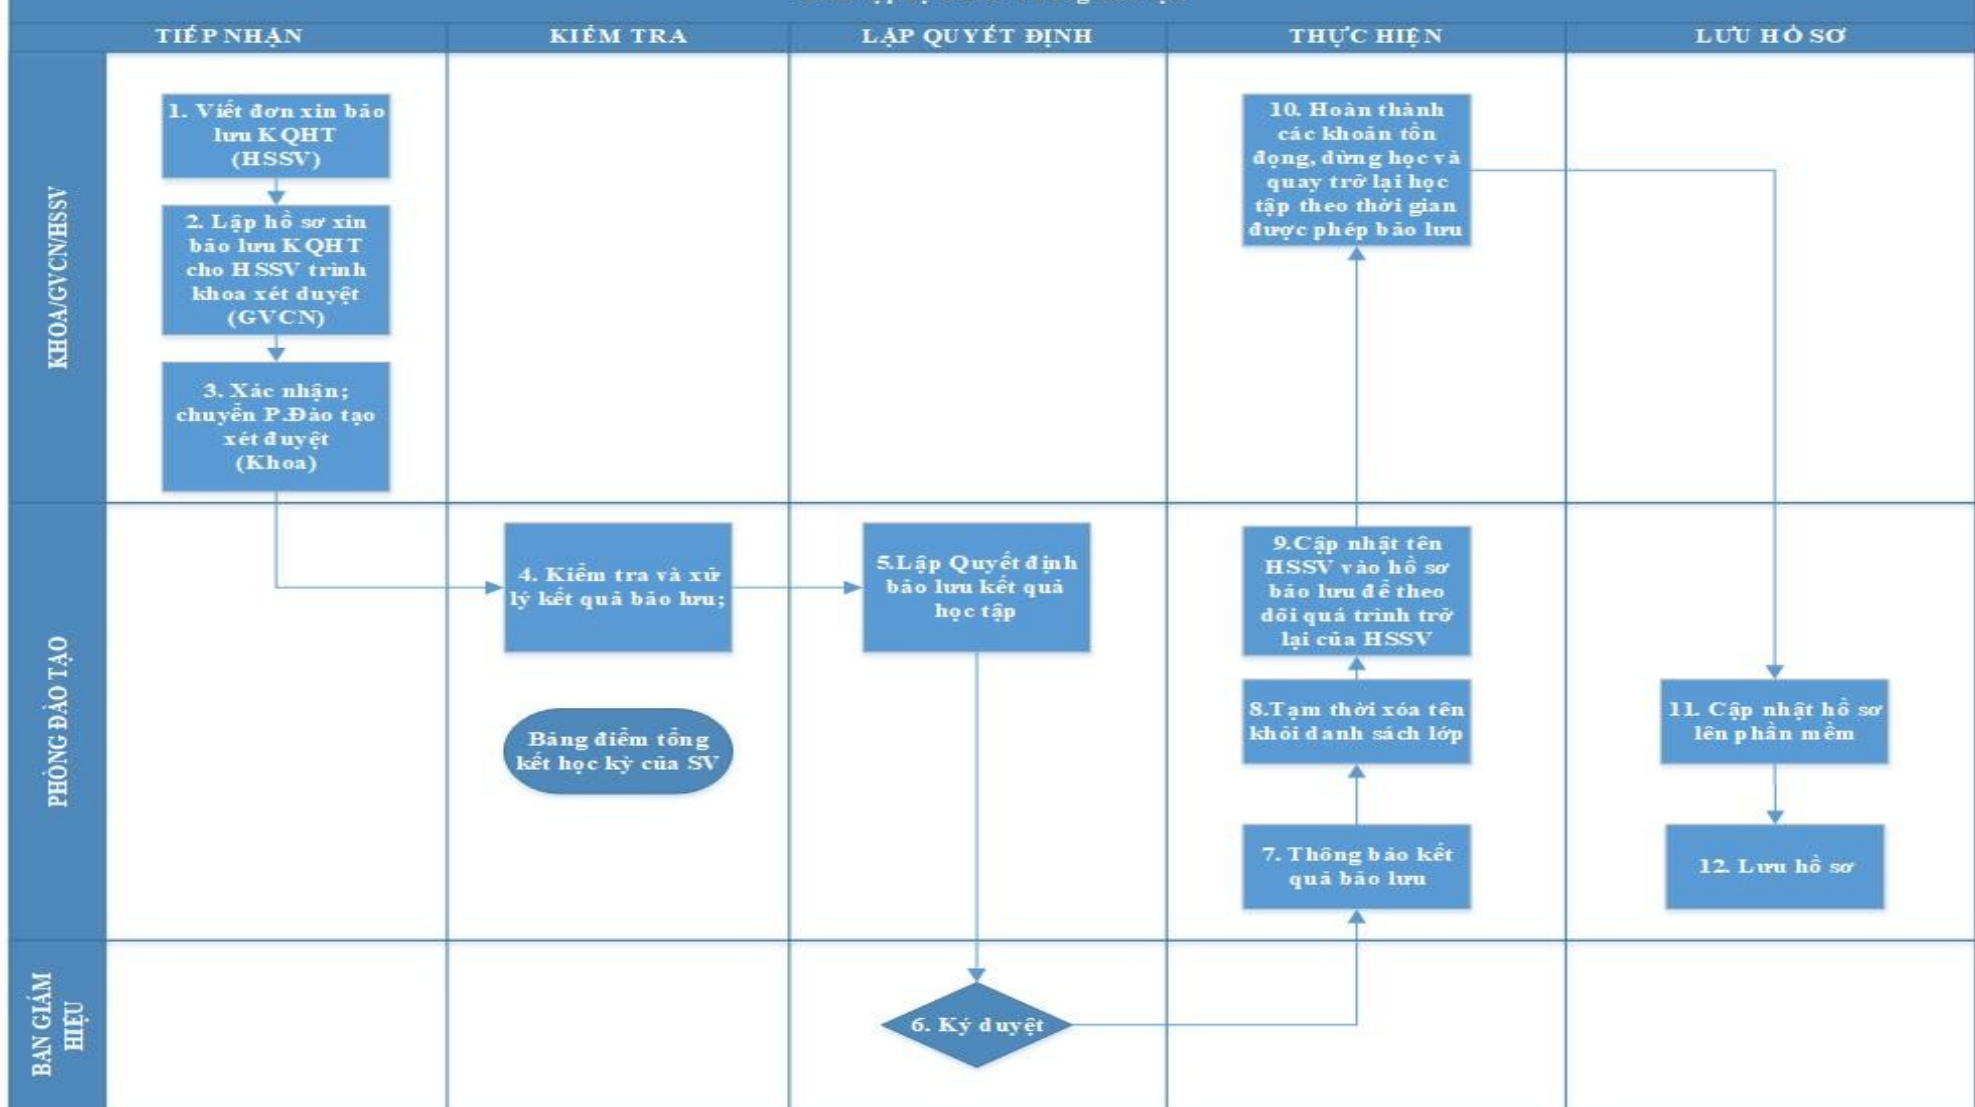 TIẾP NHẬN
KIỂM TRA
LẬP QUYẾT ĐỊNH
THỰC HIỆN
LƯU HỒ SƠ
KHOA/GVCN/HSSV
1. Viết đơn xin bảo
lưu KQHT
(HSSV)
2. Lập hồ sơ xin
bảo lưu KQHT
cho HSSV trình
khoa xét duyệt
(GVCN)
3. Xác nhận;
chuyển P.Đào tạo
xét duyệt
(Khoa)
10. Hoàn thành
các khoản tồn
đọng, dừng học và
quay trở lại học
tập theo thời gian
được phép bảo lưu
PHÒNG ĐÀO TẠO
4. Kiểm tra và xử
lý kết quả bảo lưu;
Bảng điểm tổng
kết học kỳ của SV
5.Lập Quyết định
bảo lưu kết quả
học tập
9.Cập nhật tên
HSSV vào hồ sơ
bảo lưu để theo
dõi quá trình trở
lại của HSSV
8.Tạm thời xóa tên
khỏi danh sách lớp
7. Thông báo kết
quả bảo lưu
11. Cập nhật hồ sơ
lên phần mềm
12. Lưu hồ sơ
BAN GIÁM
HIỆU
6. Ký duyệt